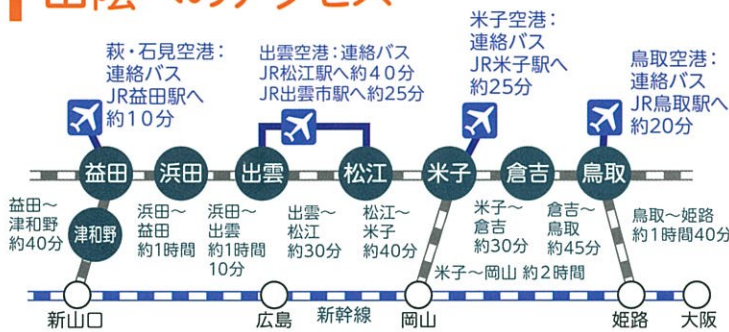 山陰へのアクセス
萩・石見空港：
連絡バス
JR益田駅へ
約10分
出雲空港：連絡バス
JR松江駅へ約40分
JR出雲市駅へ約25分
米子空港：
連絡バス
JR米子駅へ
約25分
鳥取空港：
連絡バス
JR鳥取駅へ
約20分
益田
浜田
出雲
松江
米子
倉吉
鳥取
益田～
津和野
約40分
津和野
浜田～
益田
約1時間
浜田～
出雲
約1時間
10分
出雲～
松江
約30分
松江～
米子
約40分
米子～
倉吉
約30分
倉吉～
鳥取
約45分
鳥取～姫路
約1時間40分
米子～岡山 約2時間
新山口
広島
新幹線
岡山
姫路
大阪